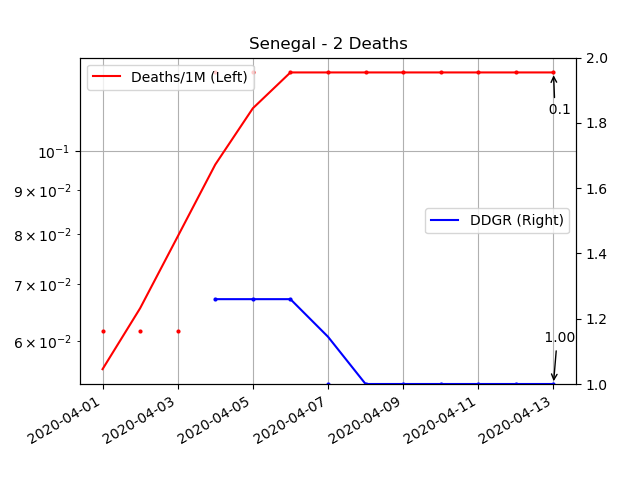 Senegal - 2 Deaths
Deaths/1M (Left)
DDGR (Right)
10⁻¹
9 × 10⁻²
8 × 10⁻²
7 × 10⁻²
6 × 10⁻²
2.0
1.8
1.6
1.4
1.2
1.0
0.1
1.00
2020-04-01
2020-04-03
2020-04-05
2020-04-07
2020-04-09
2020-04-11
2020-04-13